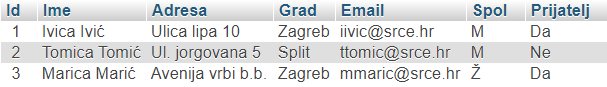 Id Ime Adresa Grad Email Spol Prijatelj
1 Ivica Ivić Ulica lipa 10 Zagreb iivic@srce.hr M Da
2 Tomica Tomić Ul. jorgovana 5 Split ttomic@srce.hr M Ne
3 Marica Marić Avenija vrbi b.b. Zagreb mmaric@srce.hr Ž Da